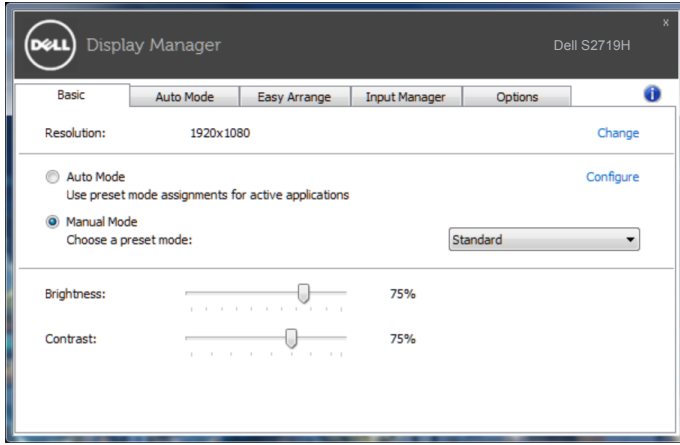 DELL Display Manager
Dell S2719H
x
Basic Auto Mode Easy Arrange Input Manager Options i
Resolution: 1920x1080 Change
Auto Mode Configure
Use preset mode assignments for active applications
Manual Mode
Choose a preset mode: Standard
Brightness: 75%
Contrast: 75%